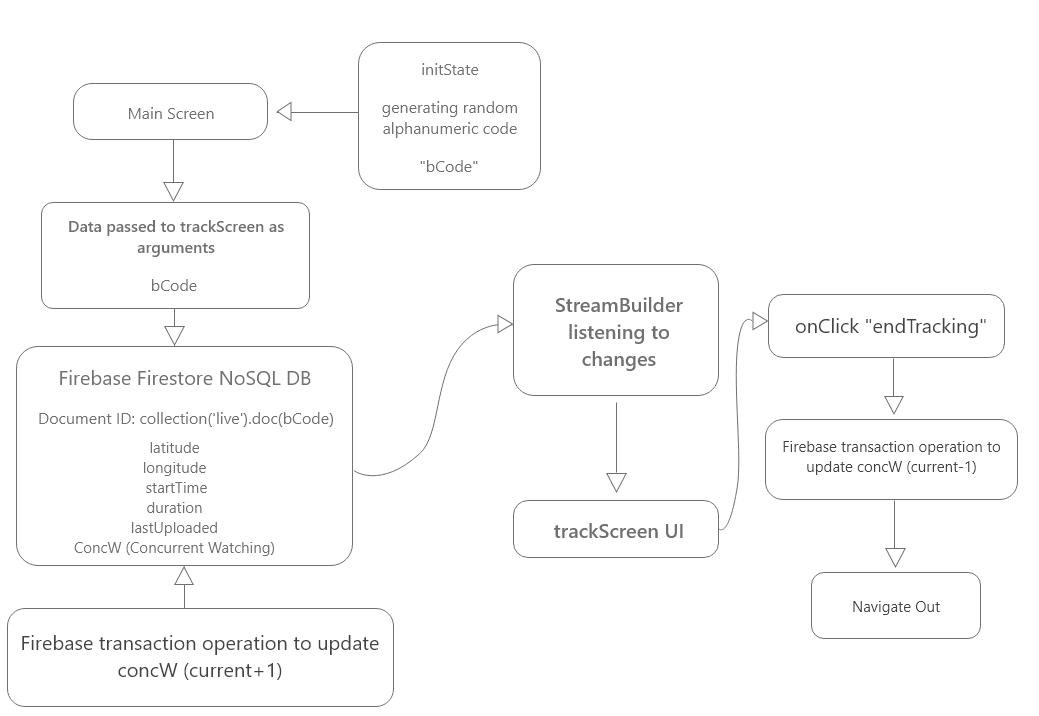 initState
generating random
alphanumeric code
"bCode"
Main Screen
Data passed to trackScreen as
arguments
bCode
Firebase Firestore NoSQL DB
Document ID: collection('live').doc(bCode)
latitude
longitude
startTime
duration
lastUploaded
ConcW (Concurrent Watching)
Firebase transaction operation to update
concW (current+1)
StreamBuilder
listening to
changes
trackScreen UI
onClick "endTracking"
Firebase transaction operation to
update concW (current-1)
Navigate Out